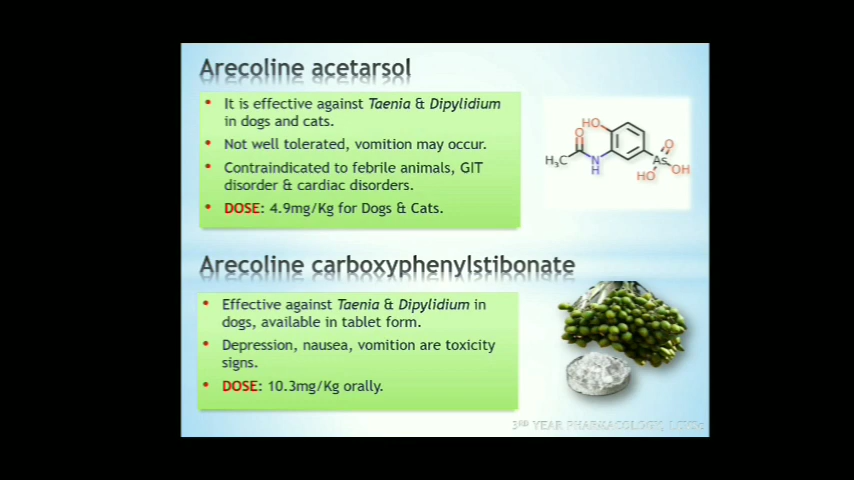 Arecoline acetarsol
• It is effective against Taenia & Dipylidium
in dogs and cats.
• Not well tolerated, vomition may occur.
• Contraindicated to febrile animals, GIT
disorder & cardiac disorders.
• DOSE: 4.9mg/Kg for Dogs & Cats.
HO
O
H₃C
N
H
As
O
OH
HO
Arecoline carboxyphenylstibonate
• Effective against Taenia & Dipylidium in
dogs, available in tablet form.
• Depression, nausea, vomition are toxicity
signs.
• DOSE: 10.3mg/Kg orally.
3RD YEAR PHARMACOLOGY,